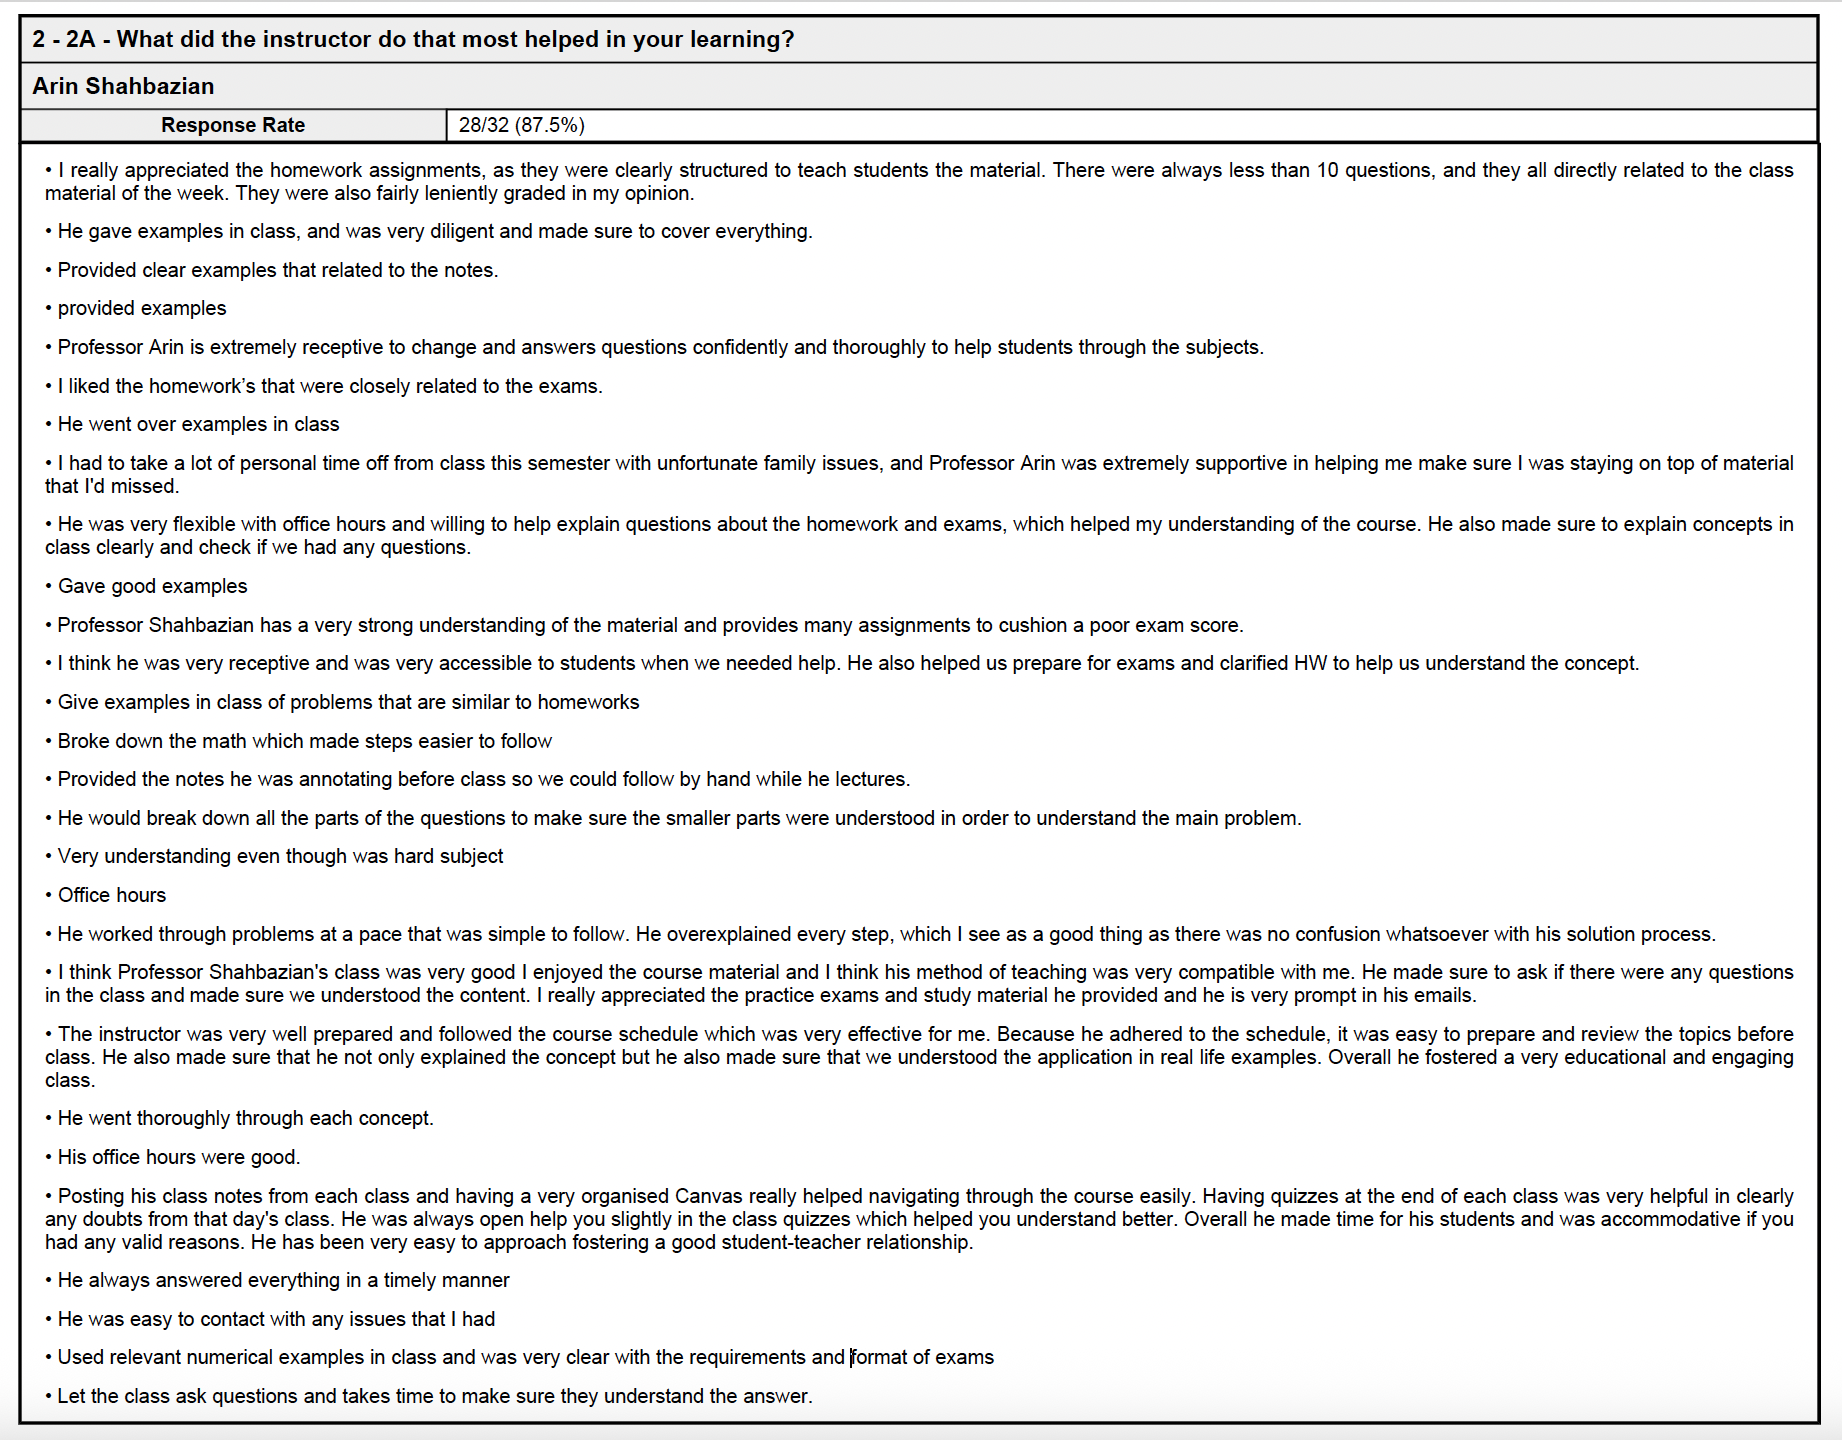 2 - 2A - What did the instructor do that most helped in your learning?
Arin Shahbazian
Response Rate 28/32 (87.5%)
• I really appreciated the homework assignments, as they were clearly structured to teach students the material. There were always less than 10 questions, and they all directly related to the class
material of the week. They were also fairly leniently graded in my opinion.
• He gave examples in class, and was very diligent and made sure to cover everything.
• Provided clear examples that related to the notes.
• provided examples
• Professor Arin is extremely receptive to change and answers questions confidently and thoroughly to help students through the subjects.
• I liked the homework’s that were closely related to the exams.
• He went over examples in class
• I had to take a lot of personal time off from class this semester with unfortunate family issues, and Professor Arin was extremely supportive in helping me make sure I was staying on top of material
that I'd missed.
• He was very flexible with office hours and willing to help explain questions about the homework and exams, which helped my understanding of the course. He also made sure to explain concepts in
class clearly and check if we had any questions.
• Gave good examples
• Professor Shahbazian has a very strong understanding of the material and provides many assignments to cushion a poor exam score.
• I think he was very receptive and was very accessible to students when we needed help. He also helped us prepare for exams and clarified HW to help us understand the concept.
• Give examples in class of problems that are similar to homeworks
• Broke down the math which made steps easier to follow
• Provided the notes he was annotating before class so we could follow by hand while he lectures.
• He would break down all the parts of the questions to make sure the smaller parts were understood in order to understand the main problem.
• Very understanding even though was hard subject
• Office hours
• He worked through problems at a pace that was simple to follow. He overexplained every step, which I see as a good thing as there was no confusion whatsoever with his solution process.
• I think Professor Shahbazian's class was very good I enjoyed the course material and I think his method of teaching was very compatible with me. He made sure to ask if there were any questions
in the class and made sure we understood the content. I really appreciated the practice exams and study material he provided and he is very prompt in his emails.
• The instructor was very well prepared and followed the course schedule which was very effective for me. Because he adhered to the schedule, it was easy to prepare and review the topics before
class. He also made sure that he not only explained the concept but he also made sure that we understood the application in real life examples. Overall he fostered a very educational and engaging
class.
• He went thoroughly through each concept.
• His office hours were good.
• Posting his class notes from each class and having a very organised Canvas really helped navigating through the course easily. Having quizzes at the end of each class was very helpful in clearly
any doubts from that day's class. He was always open help you slightly in the class quizzes which helped you understand better. Overall he made time for his students and was accommodative if you
had any valid reasons. He has been very easy to approach fostering a good student-teacher relationship.
• He always answered everything in a timely manner
• He was easy to contact with any issues that I had
• Used relevant numerical examples in class and was very clear with the requirements and format of exams
• Let the class ask questions and takes time to make sure they understand the answer.